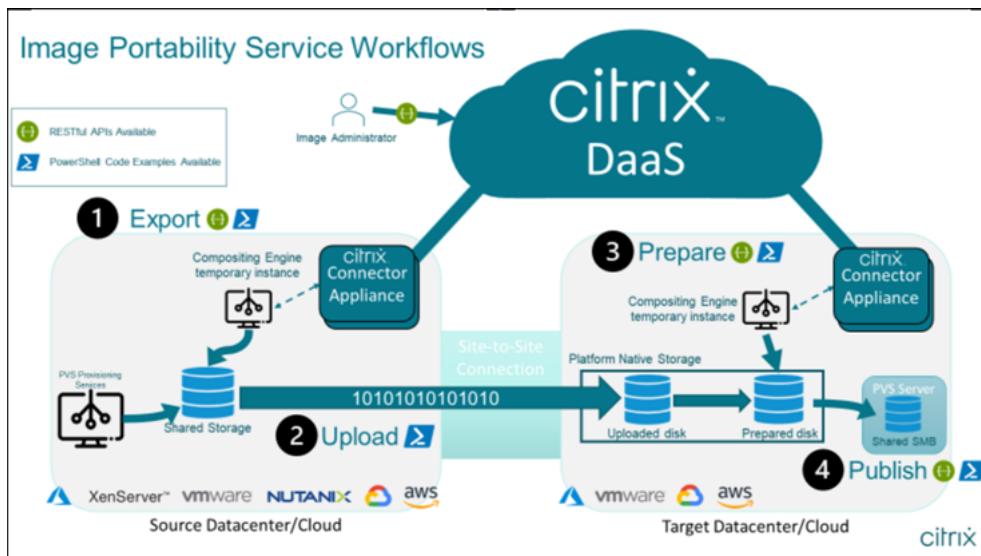 Image Portability Service Workflows
citrix™
DaaS
Image Administrator
RESTful APIs Available
PowerShell Code Examples Available
1 Export
Compositing Engine
temporary instance
citrix
Connector
Appliance
PVS Provisioning
Services
Shared Storage
10101010101010
2 Upload
Site-to-Site
Connection
3 Prepare
Compositing Engine
temporary instance
citrix
Connector
Appliance
Platform Native Storage
Uploaded disk
Prepared disk
PVS Server
Shared SMB
4 Publish
XenServer™ vmware NUTANIX aws
Source Datacenter/Cloud
vmware aws
Target Datacenter/Cloud
citrix